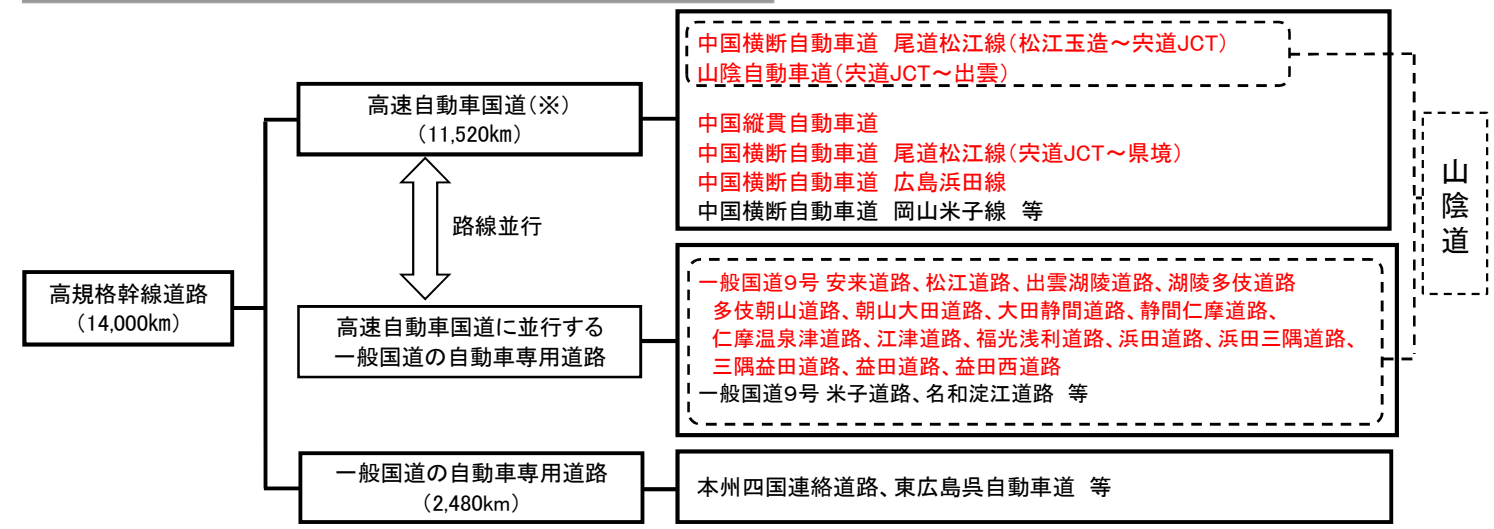 高規格幹線道路
(14,000km)
高速自動車国道(※)
(11,520km)
路線並行
高速自動車国道に並行する
一般国道の自動車専用道路
一般国道の自動車専用道路
(2,480km)
中国横断自動車道 尾道松江線(松江玉造~宍道JCT)
山陰自動車道(宍道JCT~出雲)
中国縦貫自動車道
中国横断自動車道 尾道松江線(宍道JCT~県境)
中国横断自動車道 広島浜田線
中国横断自動車道 岡山米子線 等
一般国道9号 安来道路、松江道路、出雲湖陵道路、湖陵多伎道路
多伎朝山道路、朝山大田道路、大田静間道路、静間仁摩道路、
仁摩温泉津道路、江津道路、福光浅利道路、浜田道路、浜田三隅道路、
三隅益田道路、益田道路、益田西道路
一般国道9号 米子道路、名和淀江道路 等
本州四国連絡道路、東広島呉自動車道 等
山陰道